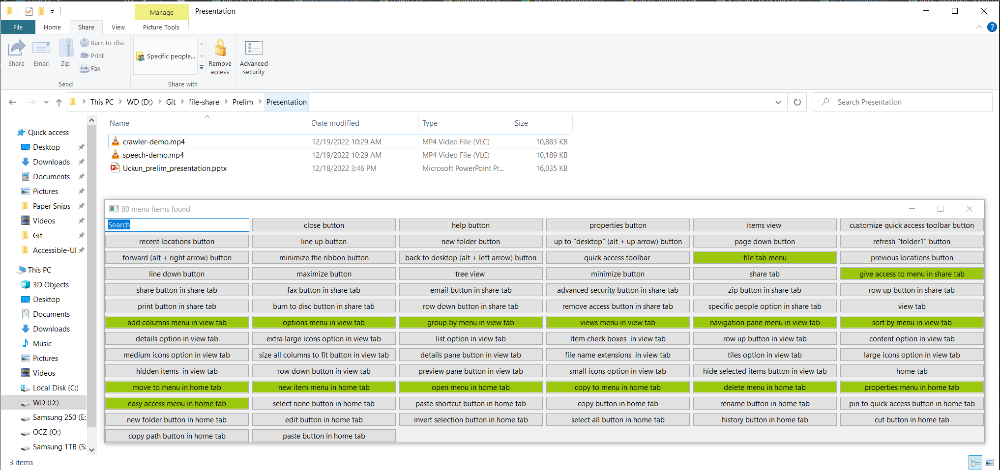 Manage
Presentation
File
Home
Share
View
Picture Tools
Share
Email
Zip
Burn to disc
Print
Fax
Send
Specific people...
Share with
Remove access
Advanced security
This PC > WD (D:) > Git > file-share > Prelim > Presentation
Search Presentation
Name Date modified Type Size
crawler-demo.mp4 12/19/2022 10:29 AM MP4 Video File (VLC) 10,883 KB
speech-demo.mp4 12/19/2022 10:29 AM MP4 Video File (VLC) 10,189 KB
Uckun_prelim_presentation.pptx 12/18/2022 3:46 PM Microsoft PowerPoint Pr... 16,035 KB
Quick access
Desktop
Downloads
Documents
Pictures
Paper Snips
Videos
Git
Accessible-UI
This PC
3D Objects
Desktop
Documents
Downloads
Music
Pictures
Videos
Local Disk (C:)
WD (D:)
Samsung 250 (E:
OCZ (O:)
Samsung 1TB (S:
80 menu items found
Search close button help button properties button items view customize quick access toolbar button
recent locations button line up button new folder button up to "desktop" (alt + up arrow) button page down button refresh "folder1" button
forward (alt + right arrow) button minimize the ribbon button back to desktop (alt + left arrow) button quick access toolbar file tab menu previous locations button
line down button maximize button tree view minimize button share tab give access to menu in share tab
share button in share tab fax button in share tab email button in share tab advanced security button in share tab zip button in share tab row up button in share tab
print button in share tab burn to disc button in share tab row down button in share tab remove access button in share tab specific people option in share tab view tab
add columns menu in view tab options menu in view tab group by menu in view tab views menu in view tab navigation pane menu in view tab sort by menu in view tab
details option in view tab extra large icons option in view tab list option in view tab item check boxes  in view tab row up button in view tab content option in view tab
medium icons option in view tab size all columns to fit button in view tab details pane button in view tab file name extensions  in view tab tiles option in view tab large icons option in view tab
hidden items  in view tab row down button in view tab preview pane button in view tab small icons option in view tab hide selected items button in view tab home tab
move to menu in home tab new item menu in home tab open menu in home tab copy to menu in home tab delete menu in home tab properties menu in home tab
easy access menu in home tab select none button in home tab paste shortcut button in home tab copy button in home tab rename button in home tab pin to quick access button in home tab
new folder button in home tab edit button in home tab invert selection button in home tab select all button in home tab history button in home tab cut button in home tab
copy path button in home tab paste button in home tab
3 items